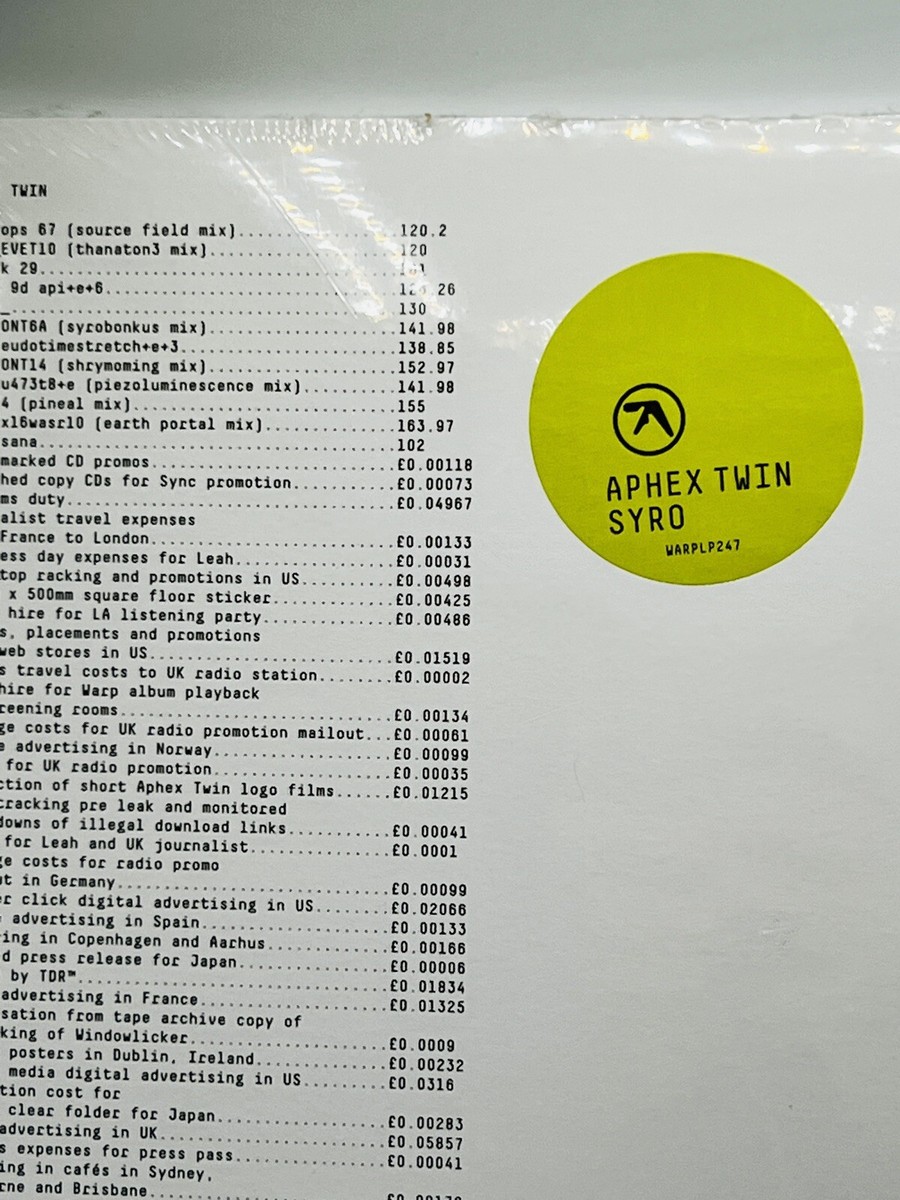 TWIN
ops 67 (source field mix)..................120.2
EVET10 (thanaton3 mix).....................120
k 29.......................................
9d api+e+6.................................
_..........................................130
ONT6A (syrobonkus mix).....................141.98
eudotimestretch+e+3........................138.85
ONT14 (shrymoming mix).....................152.97
u473t8+e (piezoluminescence mix)..........141.98
4 (pineal mix).............................155
x16wasr10 (earth portal mix)...............163.97
sana.......................................102
marked CD promos...........................£0.00118
hed copy CDs for Sync promotion............£0.00073
ms duty....................................£0.04967
alist travel expenses
France to London...........................£0.00133
ess day expenses for Leah..................£0.00031
top racking and promotions in US...........£0.00498
x 500mm square floor sticker...............£0.00425
hire for LA listening party................£0.00486
s, placements and promotions
web stores in US...........................£0.01519
s travel costs to UK radio station........£0.00002
hire for Warp album playback
reening rooms..............................£0.00134
ge costs for UK radio promotion mailout...£0.00061
e advertising in Norway....................£0.00099
for UK radio promotion.....................£0.00035
ction of short Aphex Twin logo films......£0.01215
cracking pre leak and monitored
downs of illegal download links...........£0.00041
for Leah and UK journalist.................£0.0001
ge costs for radio promo
ut in Germany..............................£0.00099
er click digital advertising in US........£0.02066
advertising in Spain.......................£0.00133
ring in Copenhagen and Aarhus..............£0.00166
d press release for Japan..................£0.00006
by TDR™....................................£0.01834
advertising in France......................£0.01325
sation from tape archive copy of
king of Windowlicker.......................£0.0009
posters in Dublin, Ireland.................£0.00232
media digital advertising in US............£0.0316
tion cost for
clear folder for Japan.....................£0.00283
advertising in UK..........................£0.05857
s expenses for press pass..................£0.00041
ing in cafés in Sydney,
rne and Brisbane...........................
APHEX TWIN
SYRO
WARPLP247